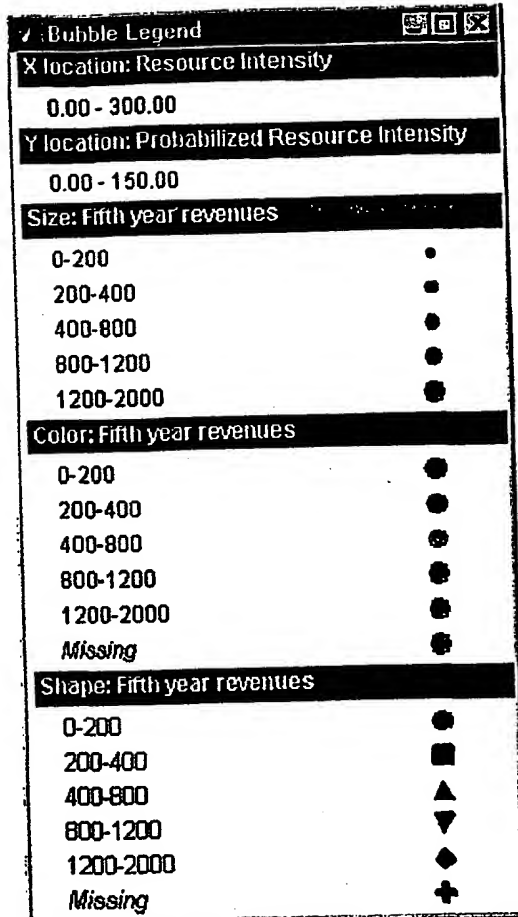 Bubble Legend
X location: Resource Intensity
0.00 - 300.00
Y location: Probabilized Resource Intensity
0.00 - 150.00
Size: Fifth year revenues
0-200
200-400
400-800
800-1200
1200-2000
Color: Fifth year revenues
0-200
200-400
400-800
800-1200
1200-2000
Missing
Shape: Fifth year revenues
0-200
200-400
400-800
800-1200
1200-2000
Missing